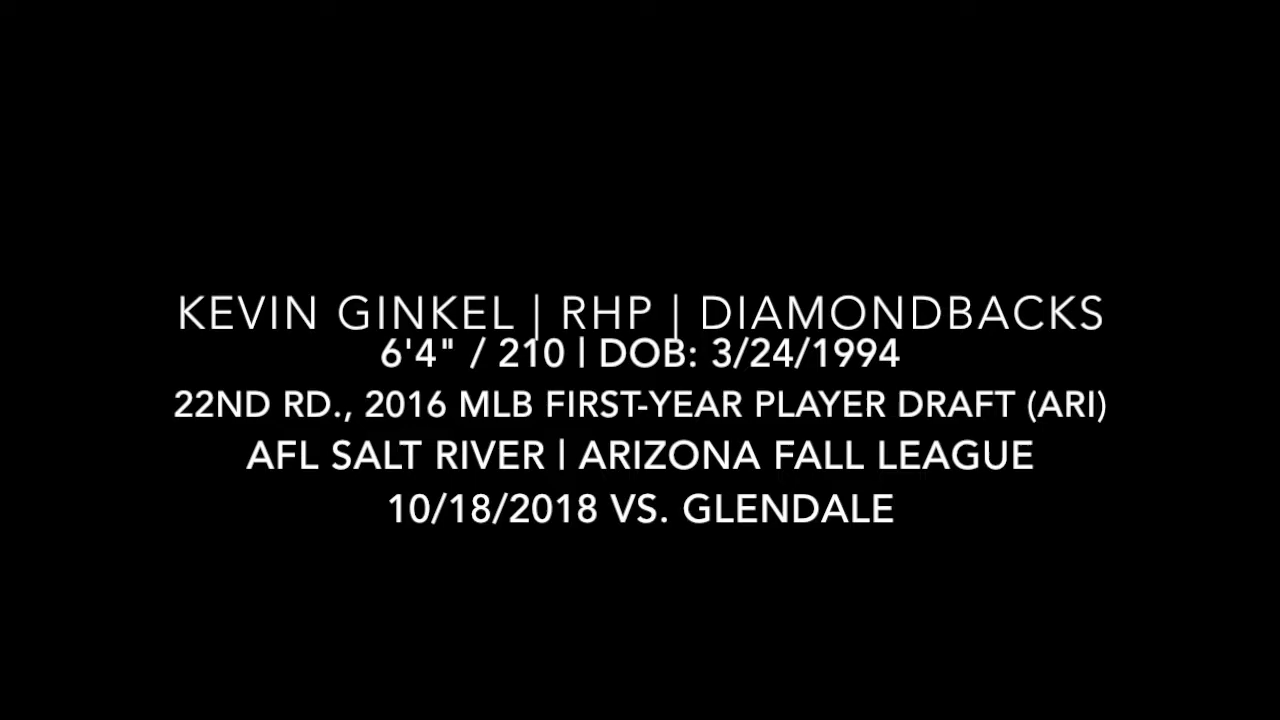 KEVIN GINKEL | RHP | DIAMONDBACKS
6'4" / 210 | DOB: 3/24/1994
22ND RD., 2016 MLB FIRST-YEAR PLAYER DRAFT (ARI)
AFL SALT RIVER | ARIZONA FALL LEAGUE
10/18/2018 VS. GLENDALE